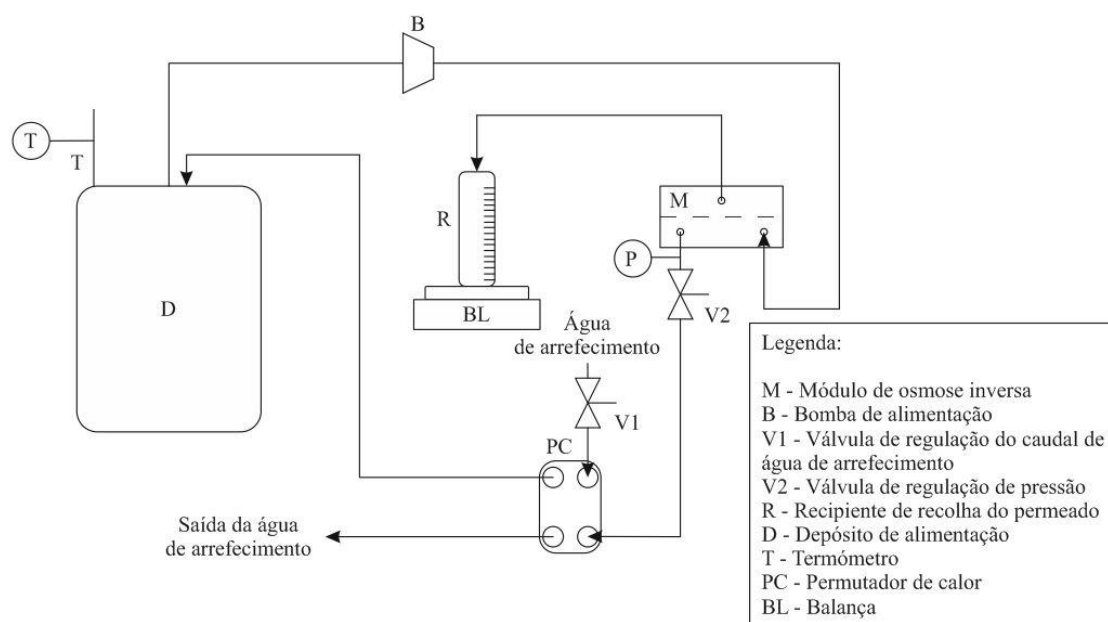 B
T
T
D
R
BL
M
P
V2
Água
de arrefecimento
V1
PC
Saída da água
de arrefecimento
Legenda:
M - Módulo de osmose inversa
B - Bomba de alimentação
V1 - Válvula de regulação do caudal de
água de arrefecimento
V2 - Válvula de regulação de pressão
R - Recipiente de recolha do permeado
D - Depósito de alimentação
T - Termómetro
PC - Permutador de calor
BL - Balança